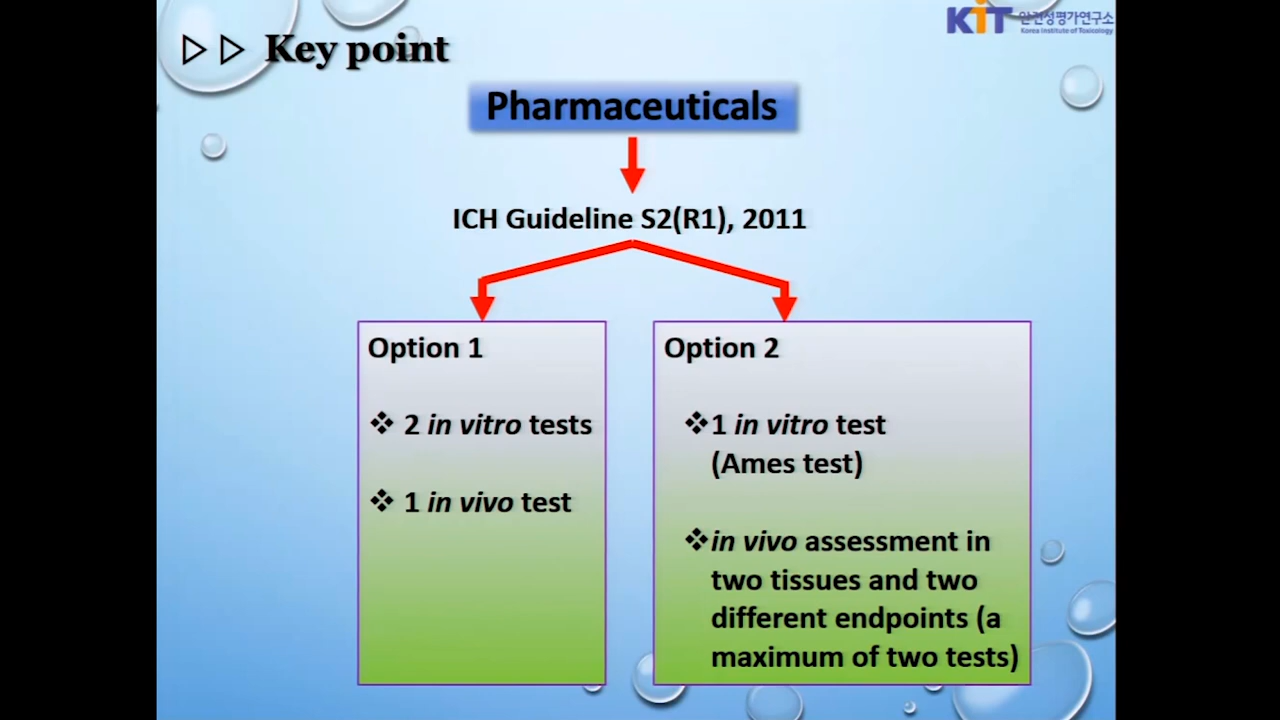 Key point
KIT 안전성평가연구소
Korea Institute of Toxicology
Pharmaceuticals
ICH Guideline S2(R1), 2011
Option 1
❖ 2 in vitro tests
❖ 1 in vivo test
Option 2
❖1 in vitro test
(Ames test)
❖in vivo assessment in
two tissues and two
different endpoints (a
maximum of two tests)